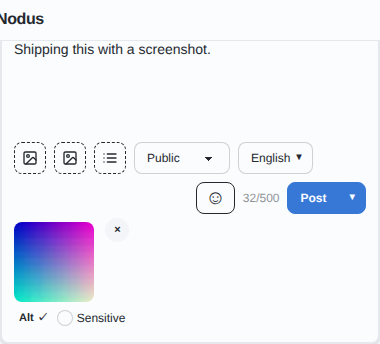 Nodus
Shipping this with a screenshot.
Public English
32/500 Post
×
Alt ✓ Sensitive